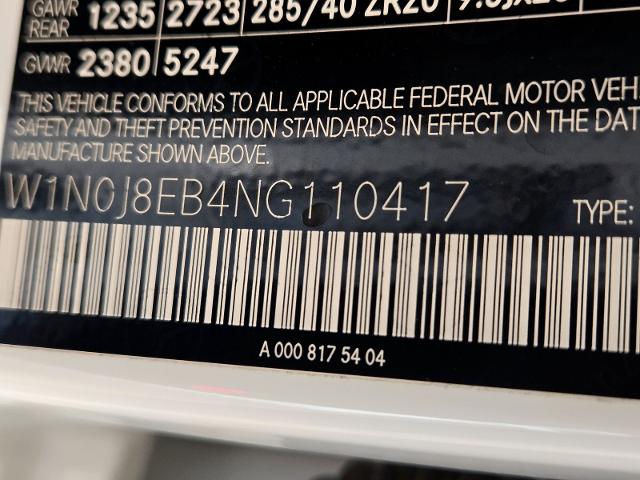 GAWR
REAR 1235 2723 285/40 ZR20
GVWR 2380 5247
THIS VEHICLE CONFORMS TO ALL APPLICABLE FEDERAL MOTOR VEH
SAFETY AND THEFT PREVENTION STANDARDS IN EFFECT ON THE DAT
MANUFACTURE SHOWN ABOVE.
W1N0J8EB4NG110417 TYPE:
A 000 817 54 04